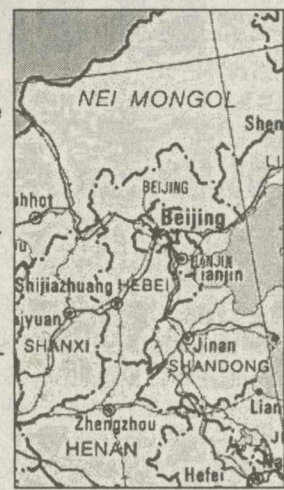 NEI MONGOL
Shen
BEIJING
hhot
Beijing
TIANJIN
Tianjin
Shijiazhuang
HEBEI
iyuan
SHANXI
Jinan
SHANDONG
Lian
Zhengzhou
HENAN
Hefei